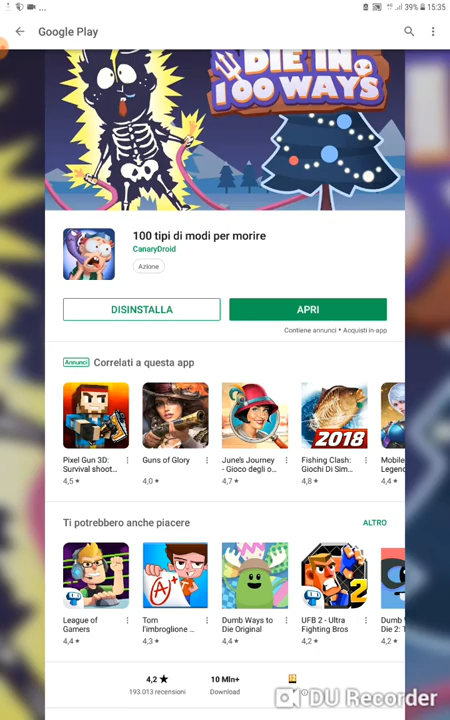 39% 15:35
Google Play
DIE IN
100 WAYS
100 tipi di modi per morire
CanaryDroid
Azione
DISINSTALLA
APRI
Contiene annunci • Acquisti in-app
Annunci Correlati a questa app
2018
Pixel Gun 3D:
Survival shoot...
4,5 ★
Guns of Glory
4,0 ★
June's Journey
- Gioco degli o...
4,7 ★
Fishing Clash:
Giochi Di Sim...
4,8 ★
Mobile
Legend
4,4 ★
Ti potrebbero anche piacere
ALTRO
A+
2
League of
Gamers
4,4 ★
Tom
l'imbroglione ...
4,3 ★
Dumb Ways to
Die Original
4,4 ★
UFB 2 - Ultra
Fighting Bros
4,2 ★
Dumb
Die 2: T
4,2 ★
193.013 recensioni
10 Mln+
Download
DU Recorder